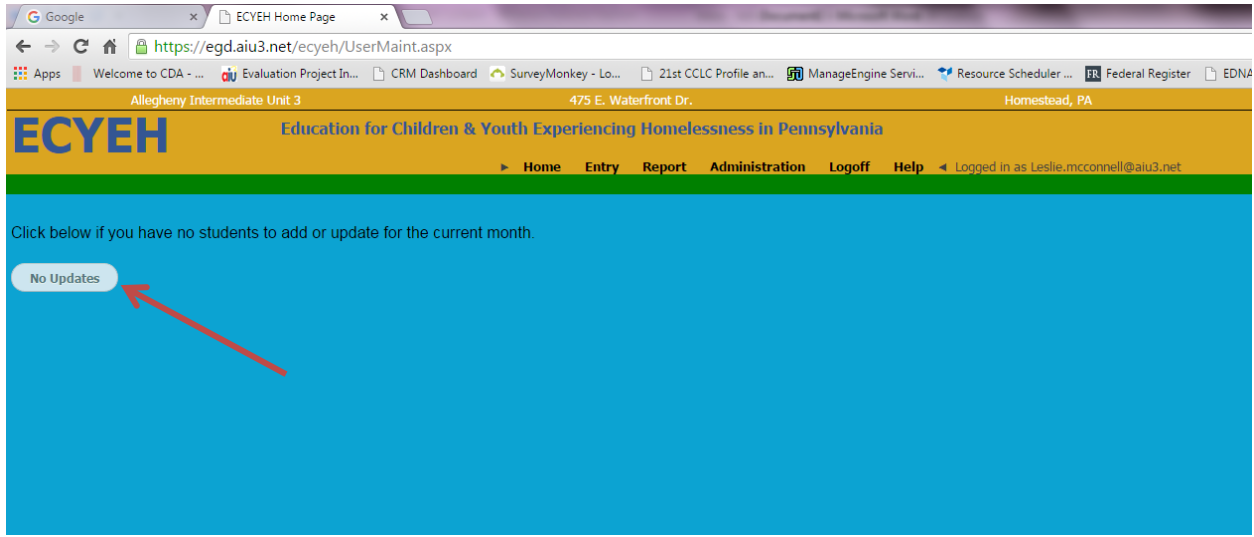 Google × ECYEH Home Page ×
https://egd.aiu3.net/ecyeh/UserMaint.aspx
Apps Welcome to CDA - ... aiu Evaluation Project In... CRM Dashboard SurveyMonkey - Lo... 21st CCLC Profile an... ManageEngine Servi... Resource Scheduler ... FR Federal Register EDNA
Allegheny Intermediate Unit 3 475 E. Waterfront Dr. Homestead, PA
ECYEH Education for Children & Youth Experiencing Homelessness in Pennsylvania
► Home Entry Report Administration Logoff Help ◄ Logged in as Leslie.mcconnell@aiu3.net
Click below if you have no students to add or update for the current month.
No Updates